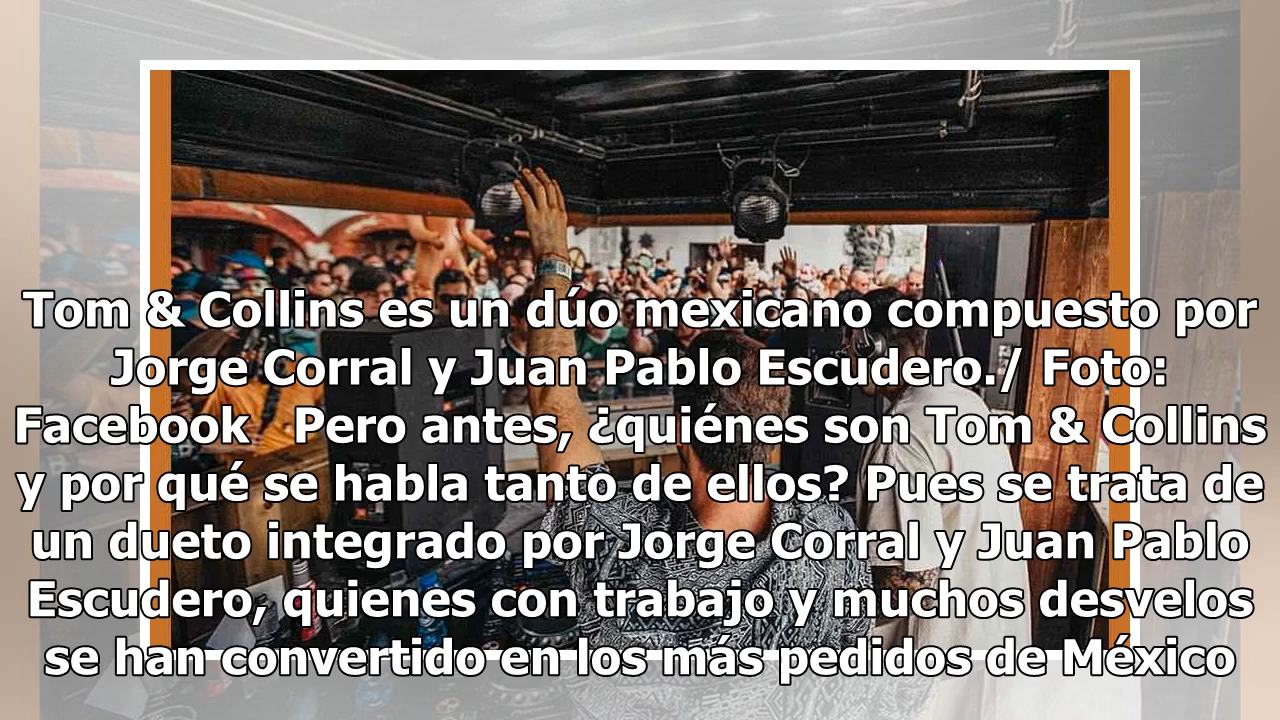 Tom & Collins es un dúo mexicano compuesto por
Jorge Corral y Juan Pablo Escudero./ Foto:
Facebook   Pero antes, ¿quiénes son Tom & Collins
y por qué se habla tanto de ellos? Pues se trata de
un dueto integrado por Jorge Corral y Juan Pablo
Escudero, quienes con trabajo y muchos desvelos
se han convertido en los más pedidos de México